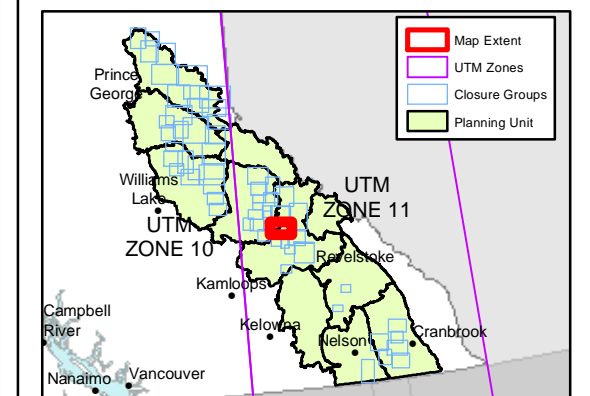 Map Extent
UTM Zones
Closure Groups
Planning Unit
Prince
George
Williams
Lake
UTM
ZONE 10
UTM
ZONE 11
Revelstoke
Kamloops
Campbell
River
Kelowna
Nelson
Cranbrook
Nanaimo
Vancouver